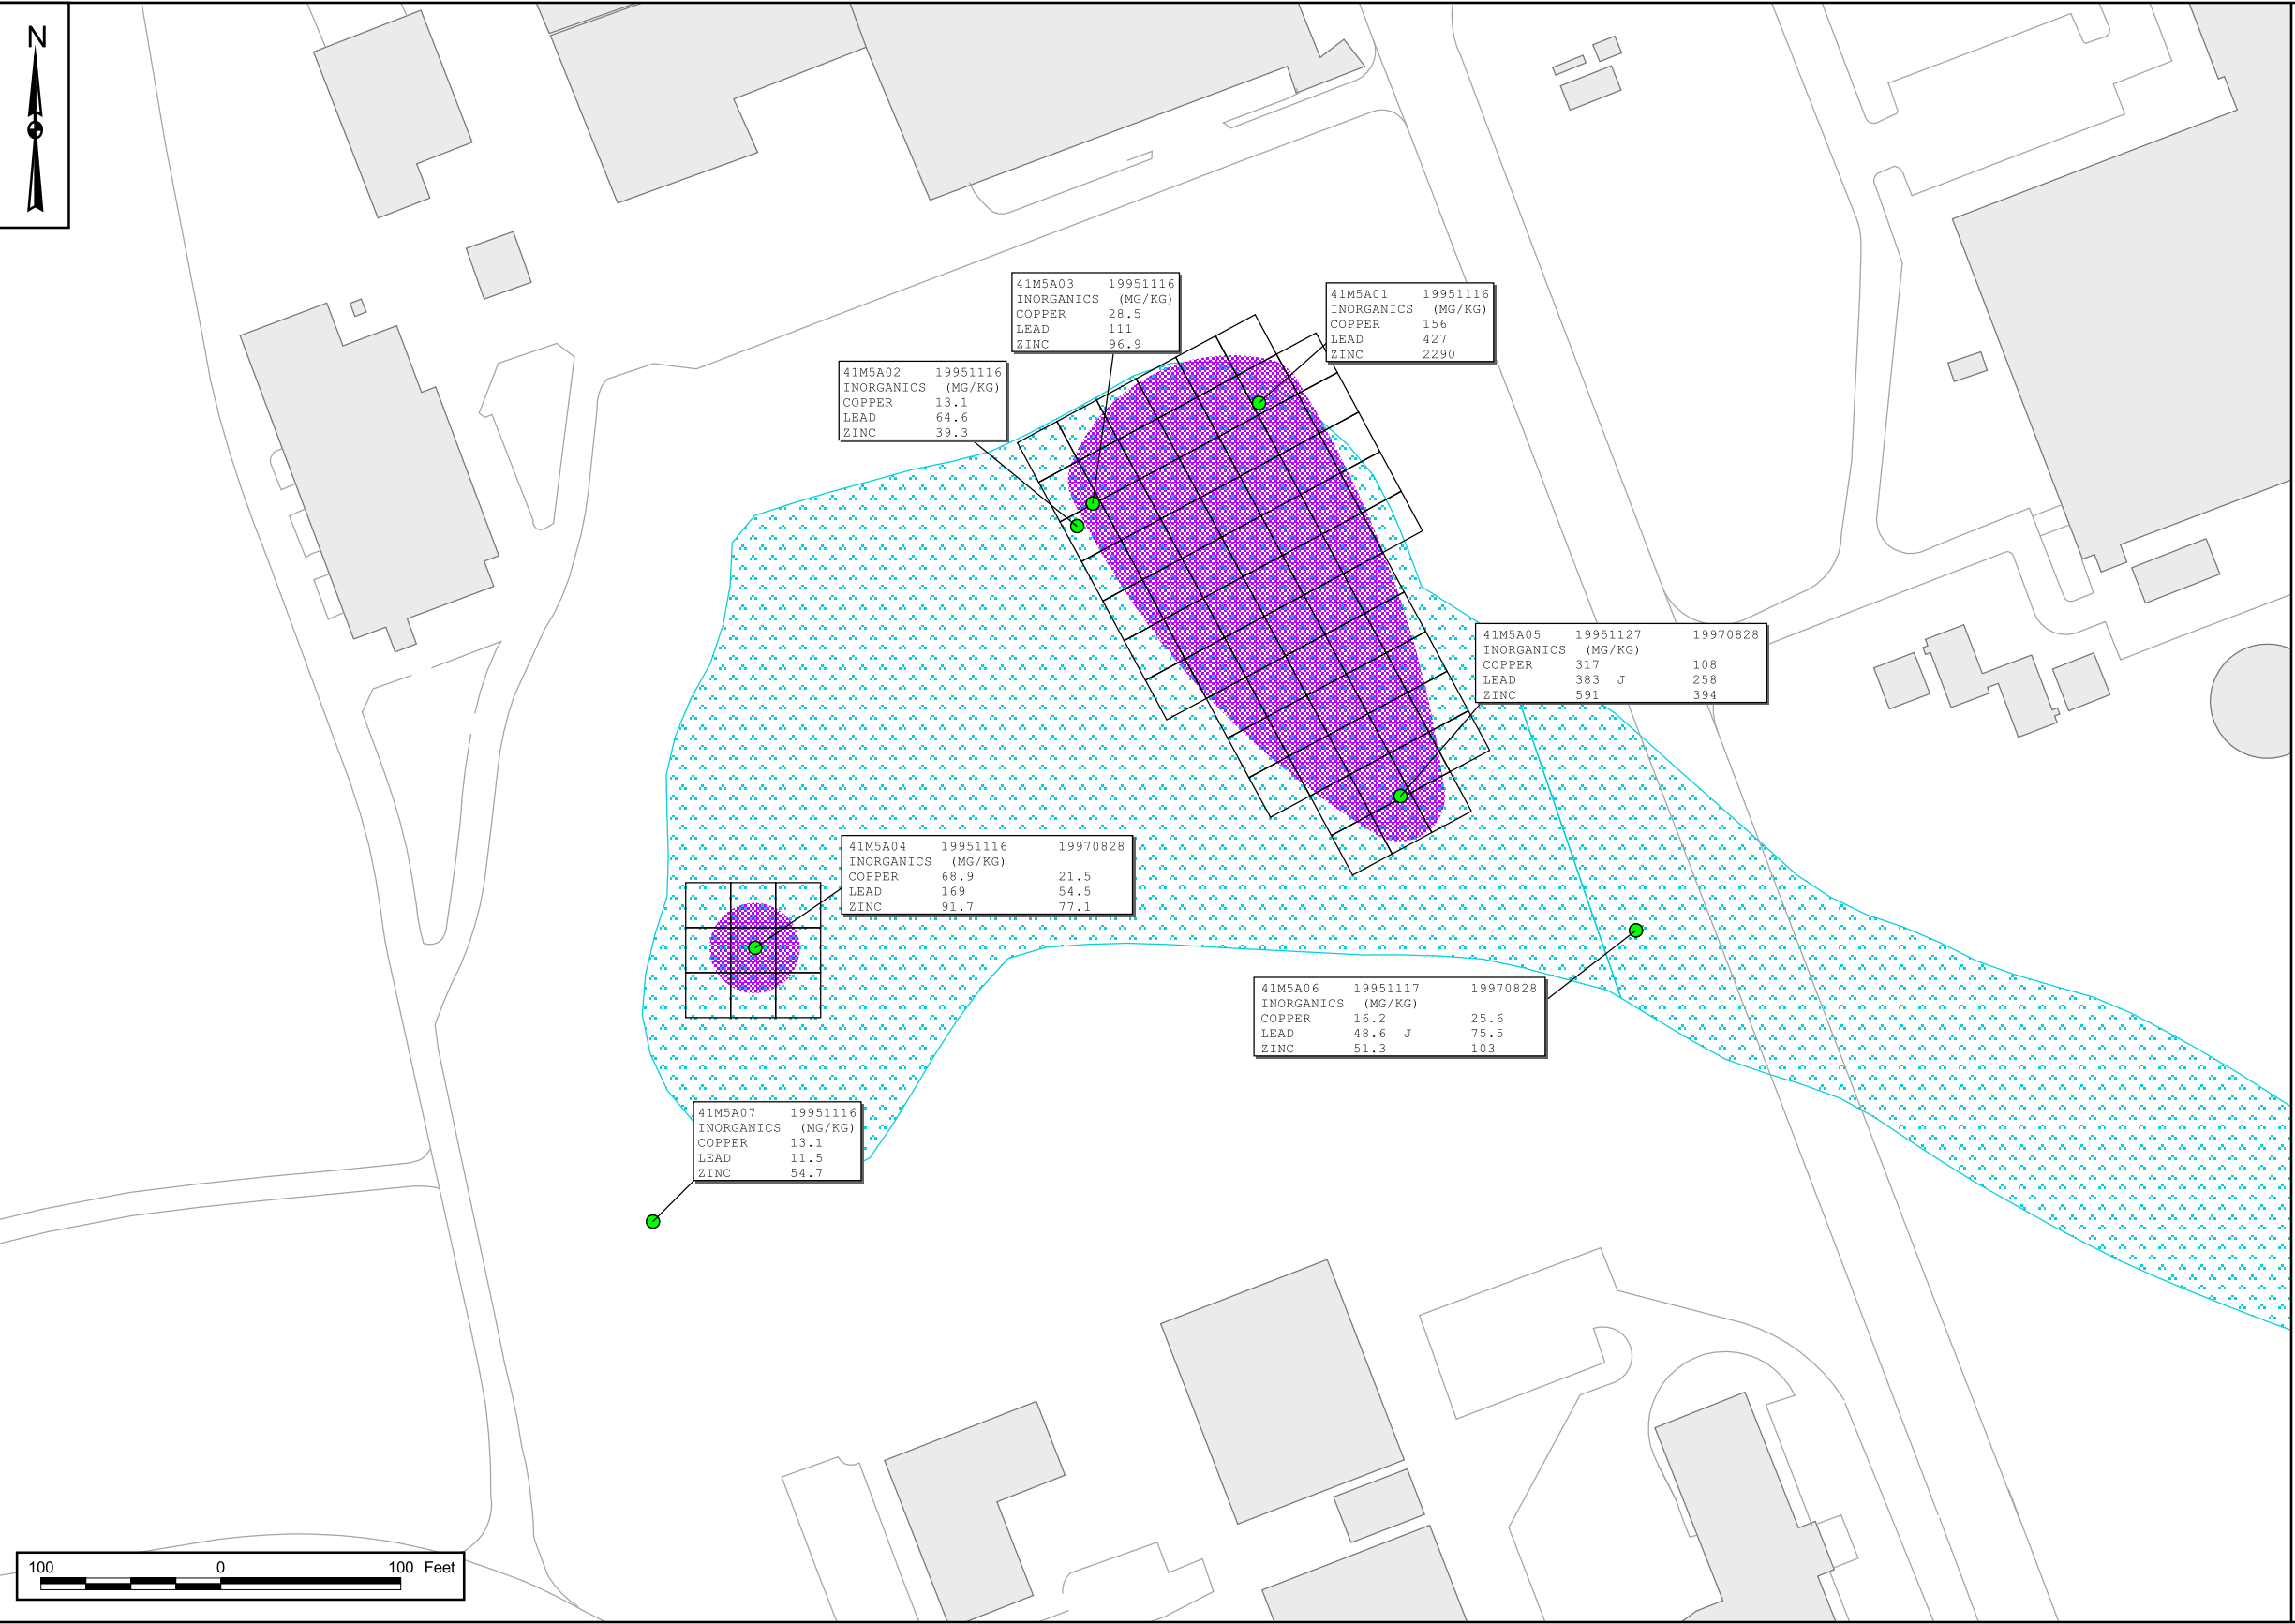 N
41M5A03 19951116
INORGANICS (MG/KG)
COPPER 28.5
LEAD 111
ZINC 96.9
41M5A01 19951116
INORGANICS (MG/KG)
COPPER 156
LEAD 427
ZINC 2290
41M5A02 19951116
INORGANICS (MG/KG)
COPPER 13.1
LEAD 64.6
ZINC 39.3
41M5A05 19951127 19970828
INORGANICS (MG/KG)
COPPER 317 108
LEAD 383 J 258
ZINC 591 394
41M5A04 19951116 19970828
INORGANICS (MG/KG)
COPPER 68.9 21.5
LEAD 169 54.5
ZINC 91.7 77.1
41M5A06 19951117 19970828
INORGANICS (MG/KG)
COPPER 16.2 25.6
LEAD 48.6 J 75.5
ZINC 51.3 103
41M5A07 19951116
INORGANICS (MG/KG)
COPPER 13.1
LEAD 11.5
ZINC 54.7
100 0 100 Feet